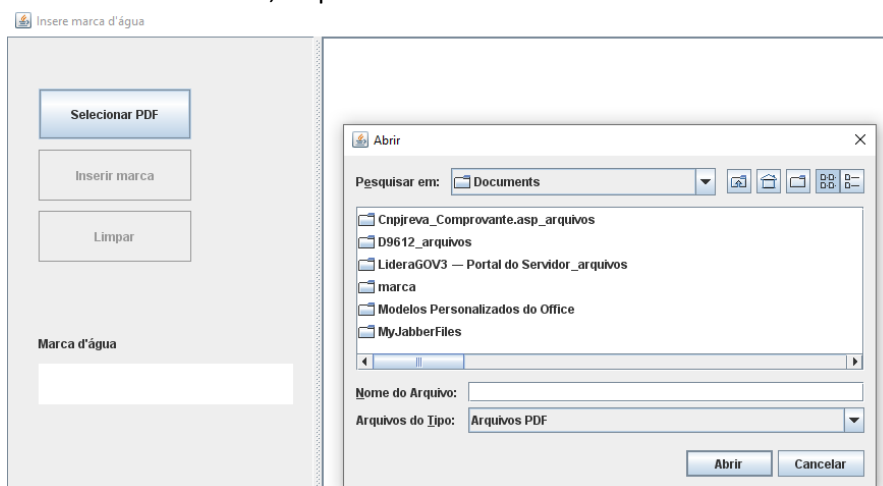 Insere marca d'água
Selecionar PDF
Inserir marca
Limpar
Marca d'água
Abrir
Pesquisar em: Documents
Cnpjreva_Comprovante.asp_arquivos
D9612_arquivos
LideraGOV3 — Portal do Servidor_arquivos
marca
Modelos Personalizados do Office
MyJabberFiles
Nome do Arquivo:
Arquivos do Tipo: Arquivos PDF
Abrir Cancelar